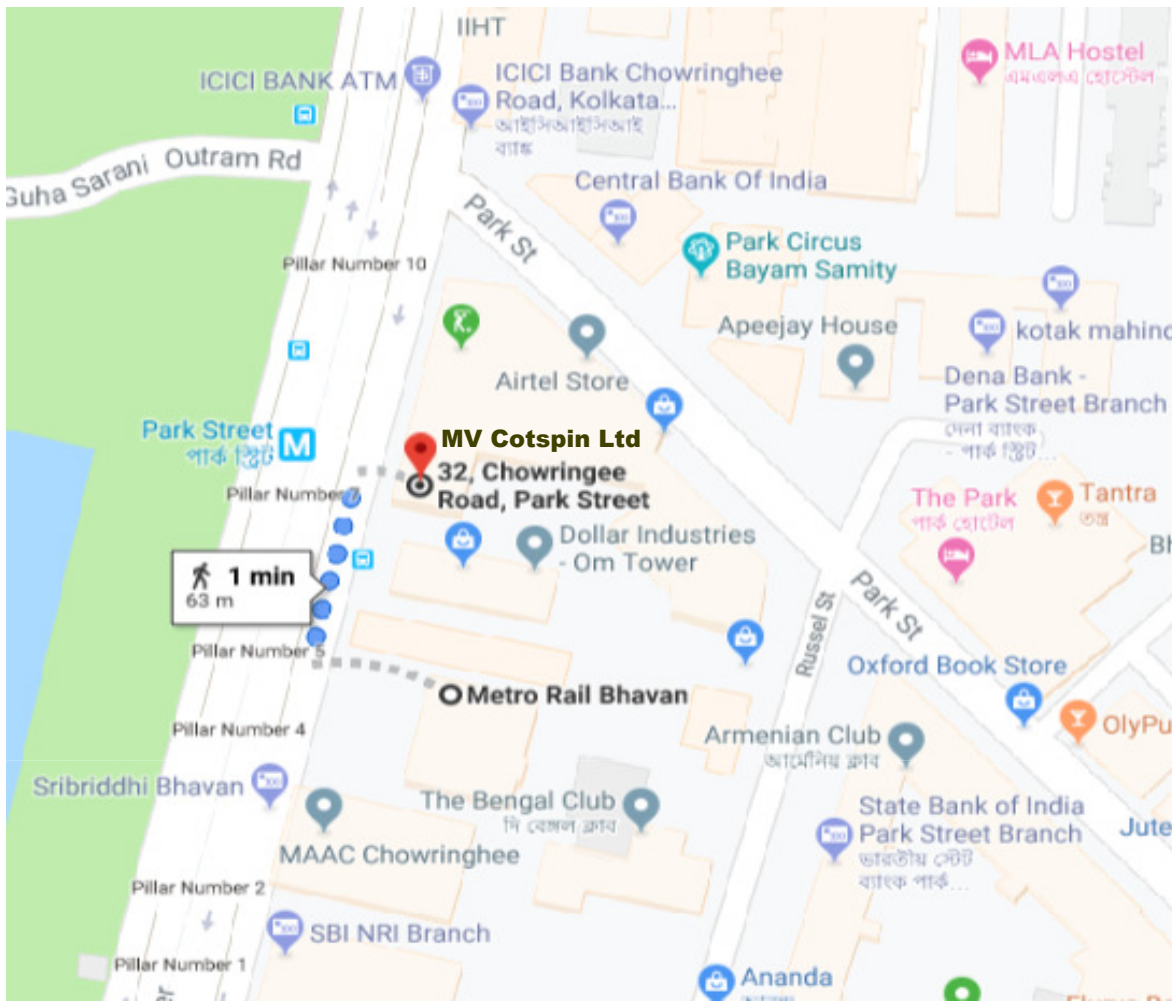 IIHT
MLA Hostel
এমএলএ হোস্টেল
ICICI BANK ATM
ICICI Bank Chowringhee
Road, Kolkata...
আইসিআইসিআই
ব্যাঙ্ক
Guha Sarani Outram Rd
Central Bank Of India
Park St
Park Circus
Bayam Samity
Pillar Number 10
Apeejay House
kotak mahind
Airtel Store
Dena Bank -
Park Street Branch
দেনা ব্যাংক
- পার্ক স্ট্রিট...
Park Street
পার্ক স্ট্রিট
M
MV Cotspin Ltd
32, Chowringee
Road, Park Street
Pillar Number 7
The Park
পার্ক হোটেল
Tantra
তন্ত্র
Dollar Industries
- Om Tower
1 min
63 m
Park St
Russel St
Pillar Number 5
Oxford Book Store
Metro Rail Bhavan
Pillar Number 4
Armenian Club
আর্মেনিয় ক্লাব
OlyPu
Sribriddhi Bhavan
The Bengal Club
দি বেঙ্গল ক্লাব
State Bank of India
Park Street Branch
ভারতীয় স্টেট
ব্যাংক পার্ক...
Jute
MAAC Chowringhee
Pillar Number 2
SBI NRI Branch
Pillar Number 1
Ananda